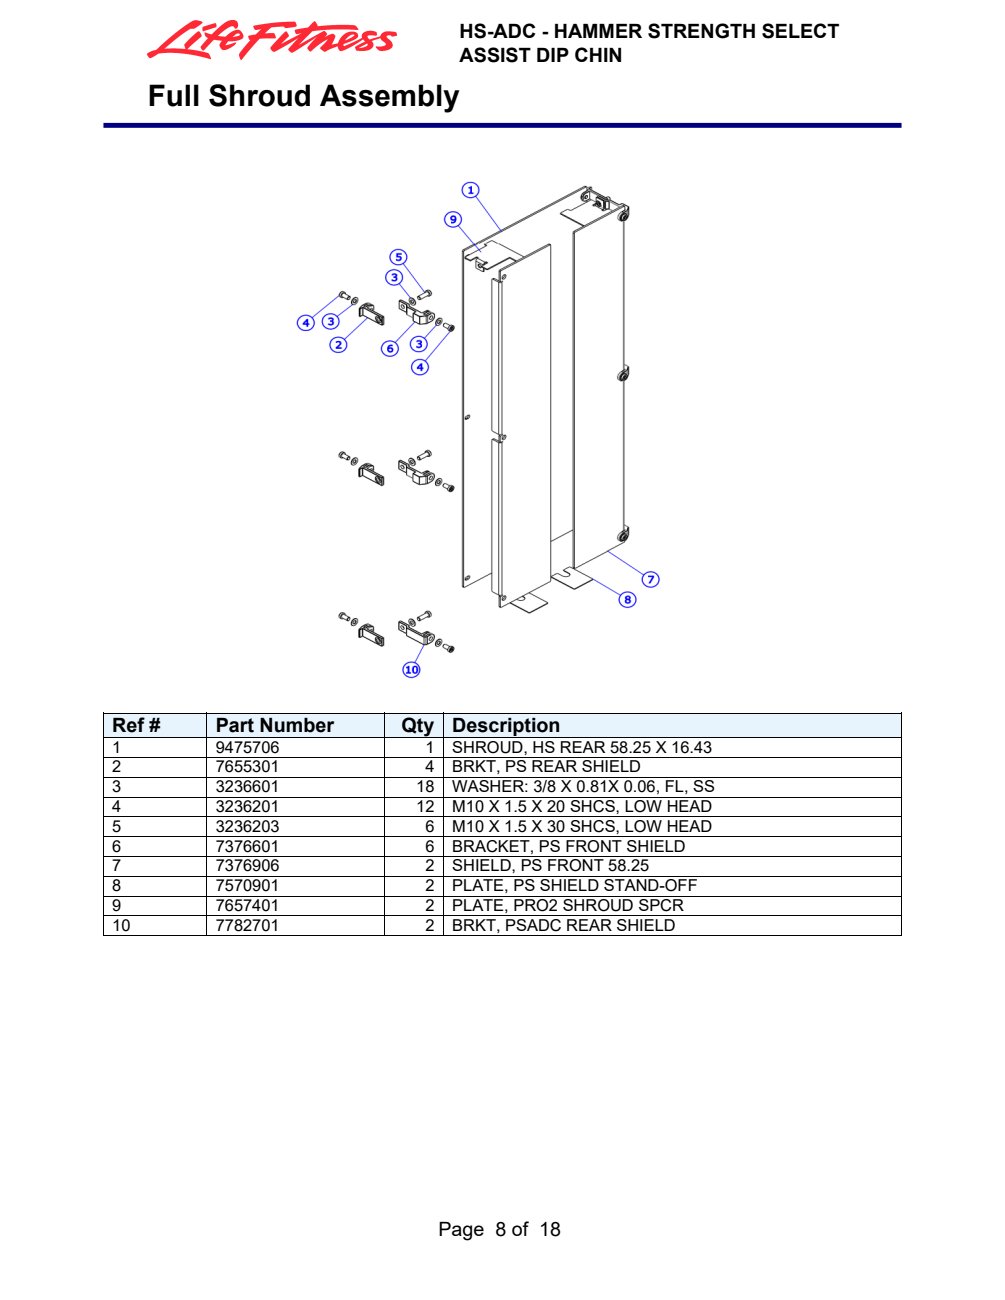 Life Fitness
HS-ADC - HAMMER STRENGTH SELECT
ASSIST DIP CHIN
Full Shroud Assembly
1
9
5
3
4
3
2
6
3
4
7
8
10
Ref # Part Number Qty Description
1 9475706 1 SHROUD, HS REAR 58.25 X 16.43
2 7655301 4 BRKT, PS REAR SHIELD
3 3236601 18 WASHER: 3/8 X 0.81X 0.06, FL, SS
4 3236201 12 M10 X 1.5 X 20 SHCS, LOW HEAD
5 3236203 6 M10 X 1.5 X 30 SHCS, LOW HEAD
6 7376601 6 BRACKET, PS FRONT SHIELD
7 7376906 2 SHIELD, PS FRONT 58.25
8 7570901 2 PLATE, PS SHIELD STAND-OFF
9 7657401 2 PLATE, PRO2 SHROUD SPCR
10 7782701 2 BRKT, PSADC REAR SHIELD
Page 8 of 18